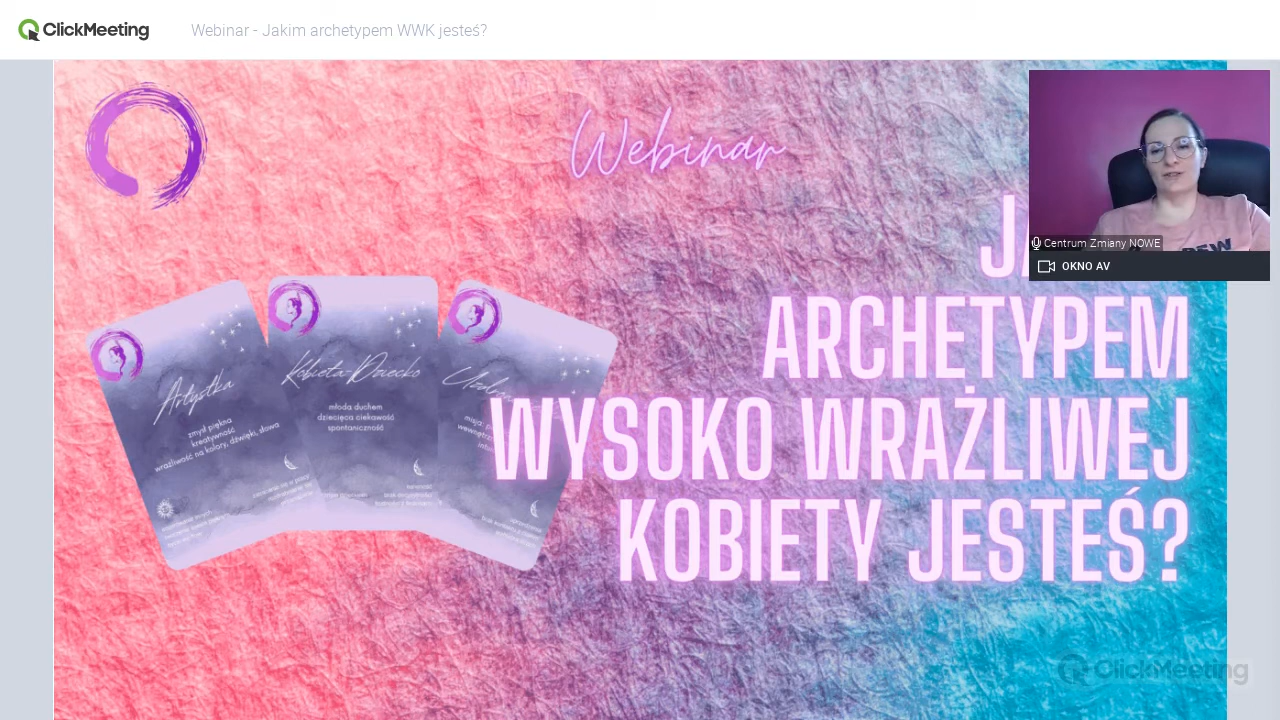 ClickMeeting
Webinar - Jakim archetypem WWK jesteś?
Webinar
ARCHETYPEM
WYSOKO WRAŻLIWEJ
KOBIETY JESTEŚ?
Artystka
zmysł piękna
kreatywność
wrażliwość na kolory, dźwięki, słowa
Kobieta-Dziecko
młoda duchem
dziecięca ciekawość
spontaniczność
Centrum Zmiany NOWE
OKNO AV
ClickMeeting